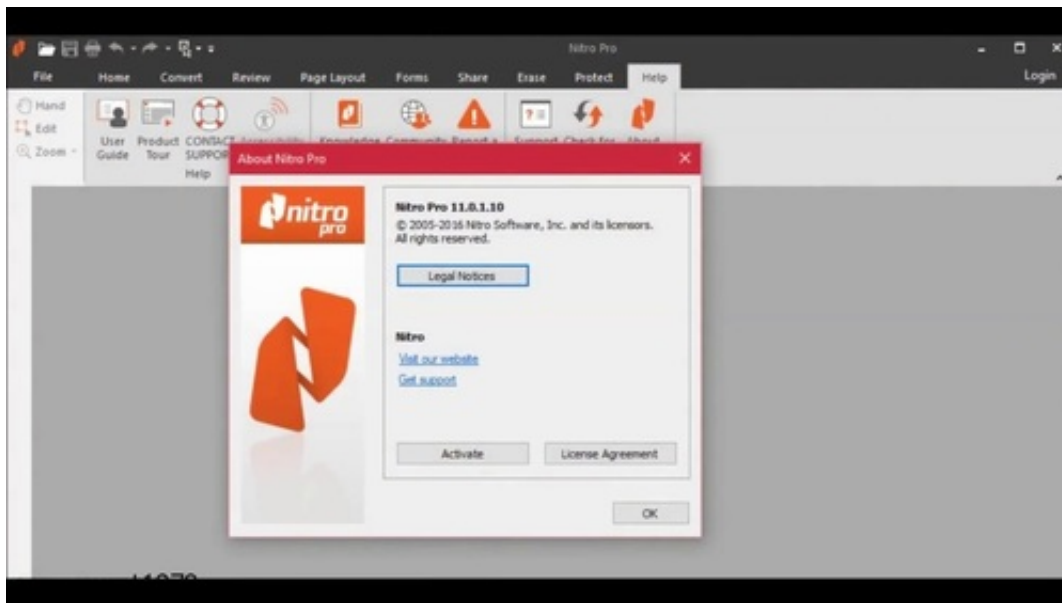 Nitro Pro
File Home Convert Review Page Layout Forms Share Erase Protect Help Login
Hand
Edit
Zoom
User Guide
Product Tour
CONTACT SUPPOR
Help
About Nitro Pro
nitro
pro
Nitro Pro 11.0.1.10
© 2005-2016 Nitro Software, Inc. and its licensors.
All rights reserved.
Legal Notices
Nitro
Visit our website
Get support
Activate License Agreement
OK